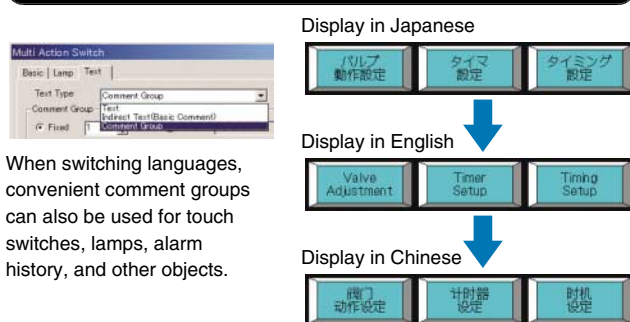 Multi Action Switch
Basic Lamp Text
Text Type Comment Group
Comment Group Text
Indirect Text(Basic Comment)
Fixed 1 Comment Group
When switching languages,
convenient comment groups
can also be used for touch
switches, lamps, alarm
history, and other objects.
Display in Japanese
バルブ
動作設定
タイマ
設定
タイミング
設定
Display in English
Valve
Adjustment
Timer
Setup
Timing
Setup
Display in Chinese
阀门
动作设定
计时器
设定
时机
设定